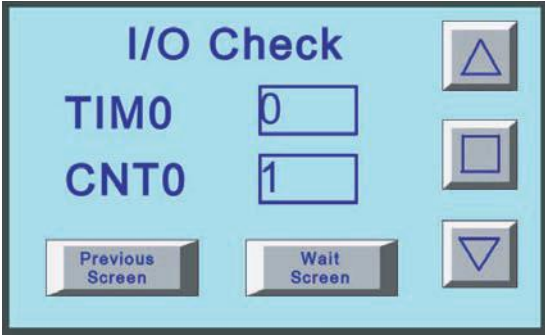 I/O Check
TIM0 0
CNT0 1
Previous
Screen
Wait
Screen